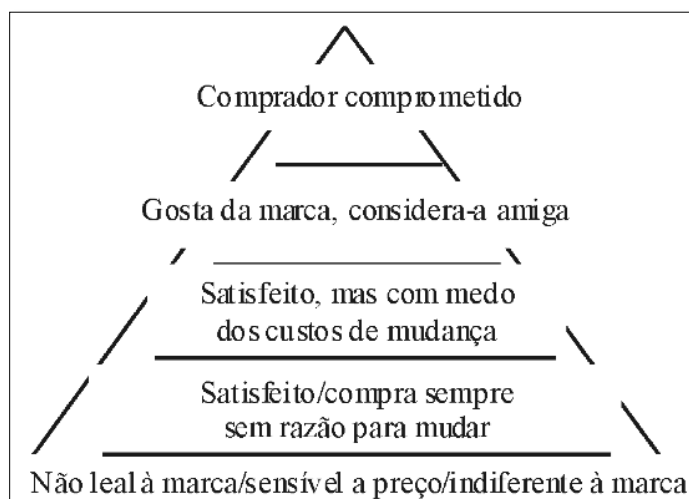 Comprador comprometido
Gosta da marca, considera-a amiga
Satisfeito, mas com medo
dos custos de mudança
Satisfeito/compra sempre
sem razão para mudar
Não leal à marca/sensível a preço/indiferente à marca